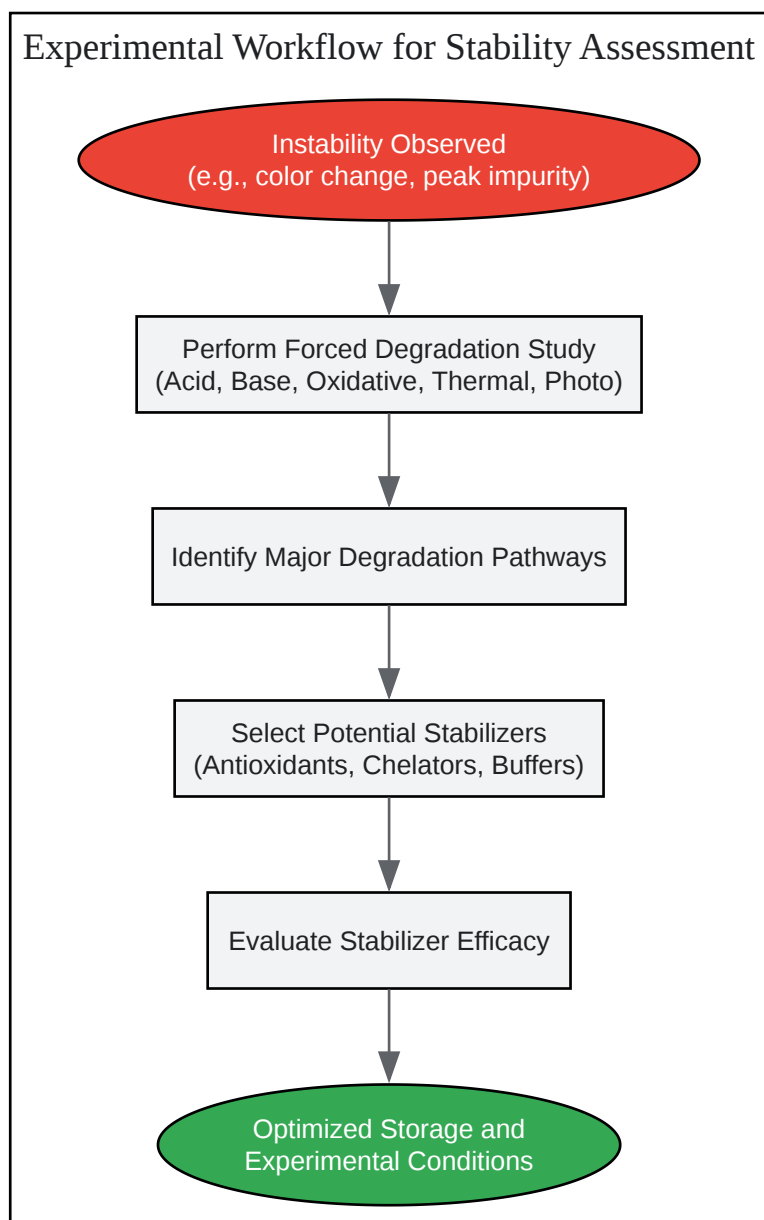 Experimental Workflow for Stability Assessment
Instability Observed
(e.g., color change, peak impurity)
Perform Forced Degradation Study
(Acid, Base, Oxidative, Thermal, Photo)
Identify Major Degradation Pathways
Select Potential Stabilizers
(Antioxidants, Chelators, Buffers)
Evaluate Stabilizer Efficacy
Optimized Storage and
Experimental Conditions